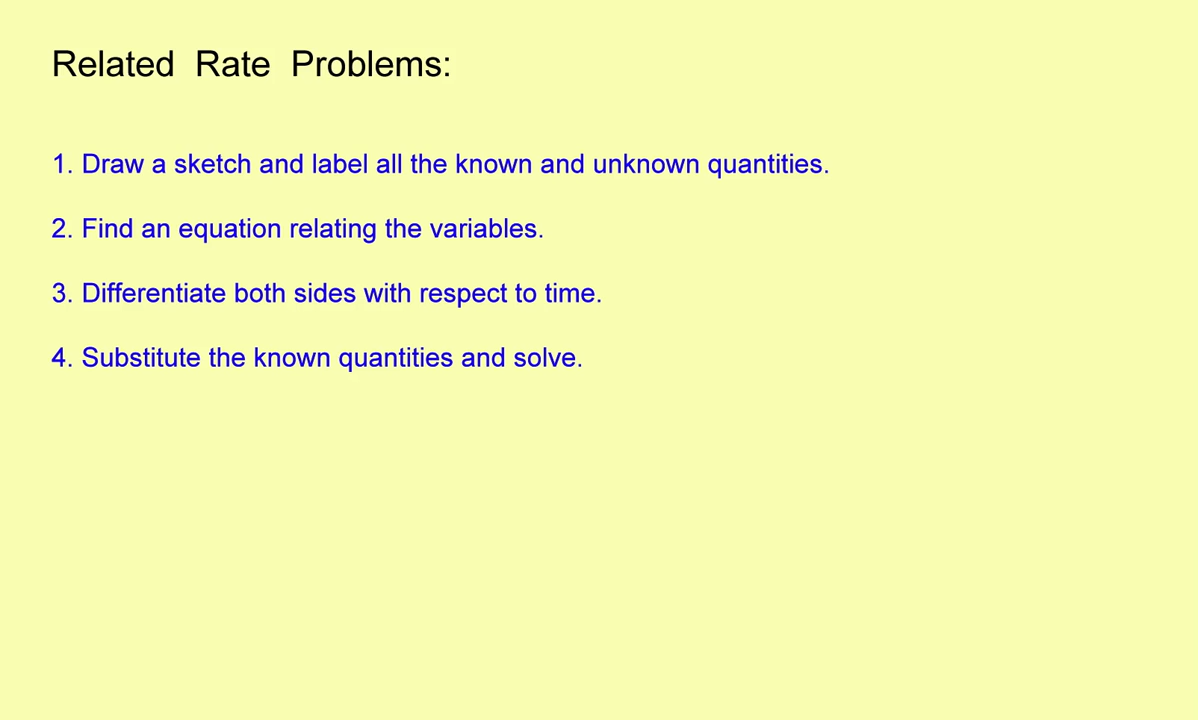 Related Rate Problems:
1. Draw a sketch and label all the known and unknown quantities.
2. Find an equation relating the variables.
3. Differentiate both sides with respect to time.
4. Substitute the known quantities and solve.